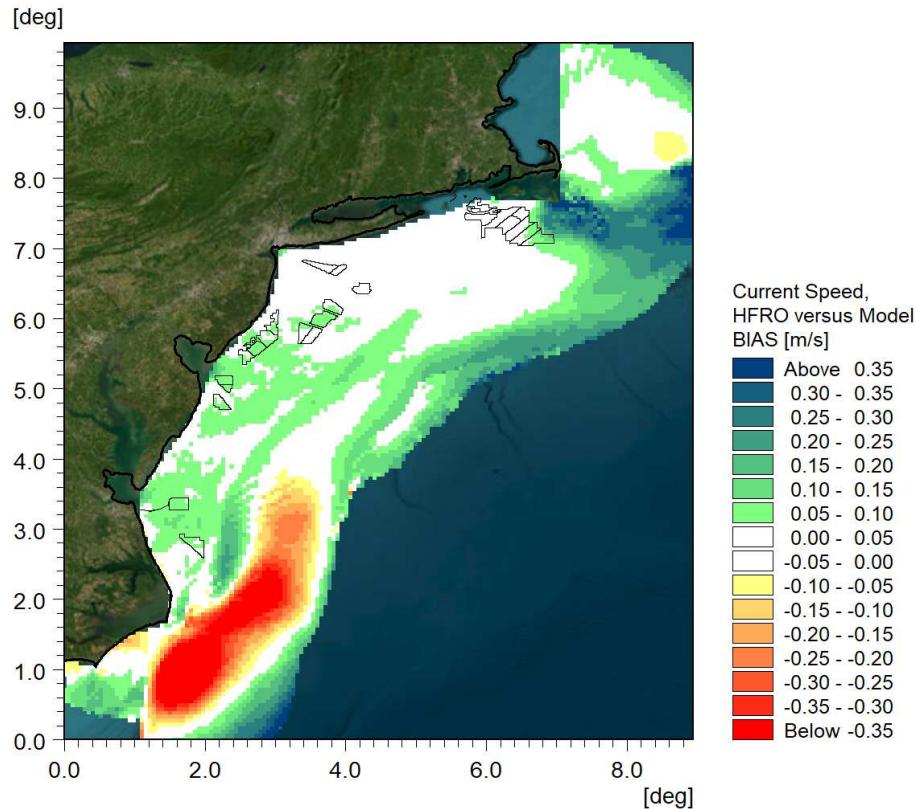 [deg]
9.0
8.0
7.0
6.0
5.0
4.0
3.0
2.0
1.0
0.0
0.0 2.0 4.0 6.0 8.0
[deg]
Current Speed,
HFRO versus Model
BIAS [m/s]
Above 0.35
0.30 - 0.35
0.25 - 0.30
0.20 - 0.25
0.15 - 0.20
0.10 - 0.15
0.05 - 0.10
0.00 - 0.05
-0.05 - 0.00
-0.10 - -0.05
-0.15 - -0.10
-0.20 - -0.15
-0.25 - -0.20
-0.30 - -0.25
-0.35 - -0.30
Below -0.35